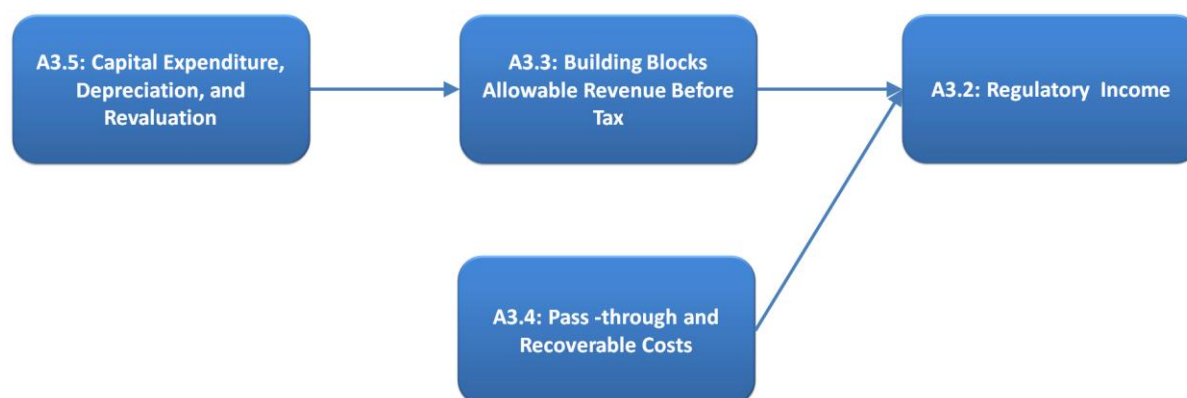 A3.5: Capital Expenditure,
Depreciation, and
Revaluation
A3.3: Building Blocks
Allowable Revenue Before
Tax
A3.2: Regulatory Income
A3.4: Pass -through and
Recoverable Costs